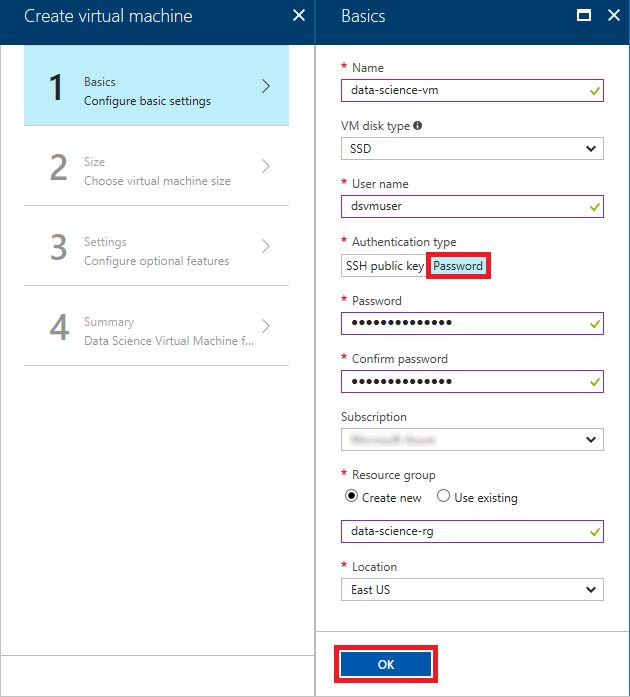 Create virtual machine
1
Basics
Configure basic settings
2
Size
Choose virtual machine size
3
Settings
Configure optional features
4
Summary
Data Science Virtual Machine f...
Basics
* Name
data-science-vm
VM disk type
SSD
* User name
dsvmuser
* Authentication type
SSH public key Password
* Password
••••••••••••••
* Confirm password
••••••••••••••
Subscription
* Resource group
Create new Use existing
data-science-rg
* Location
East US
OK